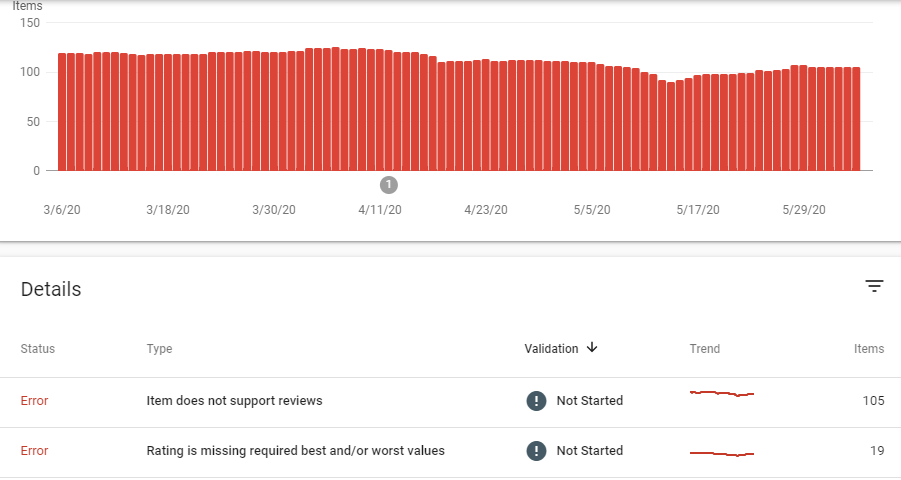 Items
150
100
50
0
1
3/6/20 3/18/20 3/30/20 4/11/20 4/23/20 5/5/20 5/17/20 5/29/20
Details
Status Type Validation Trend Items
Error Item does not support reviews ! Not Started 105
Error Rating is missing required best and/or worst values ! Not Started 19